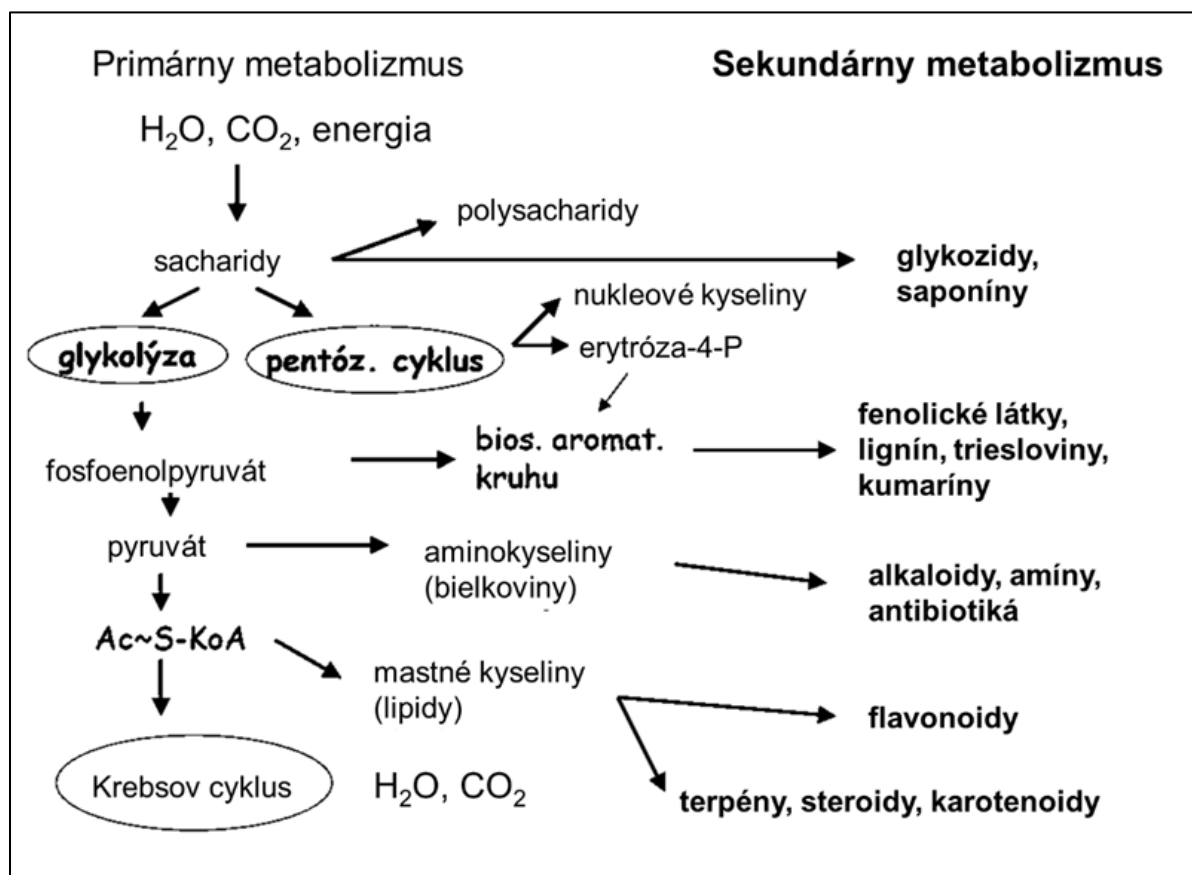 Primárny metabolizmus
Sekundárny metabolizmus
H₂O, CO₂, energia
polysacharidy
sacharidy
glykozidy,
saponíny
nukleové kyseliny
glykolýza
pentóz. cyklus
erytróza-4-P
fenolické látky,
lignín, triesloviny,
kumaríny
bios. aromat.
kruhu
fosfoenolpyruvát
pyruvát
aminokyseliny
(bielkoviny)
alkaloidy, amíny,
antibiotiká
Ac~S-KoA
mastné kyseliny
(lipidy)
flavonoidy
Krebsov cyklus
H₂O, CO₂
terpény, steroidy, karotenoidy